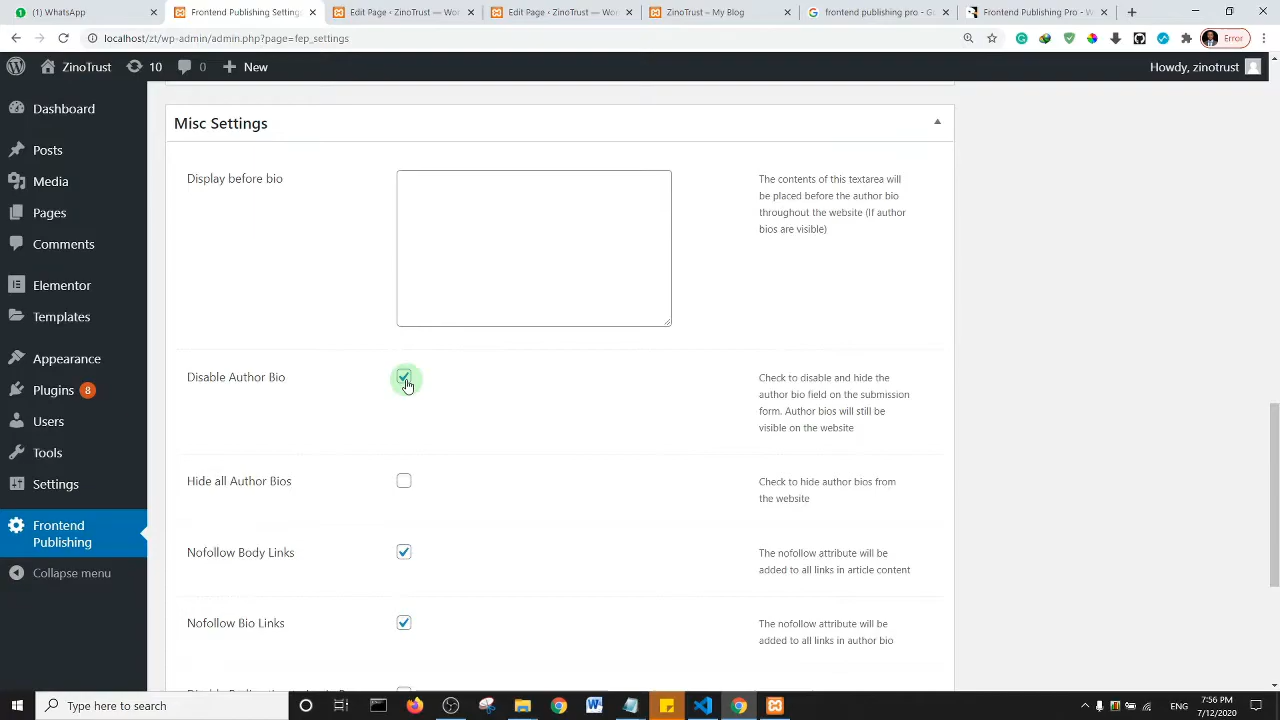 (1) WhatsApp
Frontend Publishing Setting
Edit Page ‹ ZinoTrust — Wor
Edit Page ‹ ZinoTrust — Wor
ZinoTrust – My Blog
frontend publishing pro - G
Frontend Publishing Pro - W
localhost/zt/wp-admin/admin.php?page=fep_settings
Error
ZinoTrust
10
0
New
Howdy, zinotrust
Dashboard
Posts
Media
Pages
Comments
Elementor
Templates
Appearance
Plugins 8
Users
Tools
Settings
Frontend
Publishing
Collapse menu
Misc Settings
Display before bio
The contents of this textarea will
be placed before the author bio
throughout the website (If author
bios are visible)
Disable Author Bio
Check to disable and hide the
author bio field on the submission
form. Author bios will still be
visible on the website
Hide all Author Bios
Check to hide author bios from
the website
Nofollow Body Links
The nofollow attribute will be
added to all links in article content
Nofollow Bio Links
The nofollow attribute will be
added to all links in author bio
Type here to search
ENG
7:56 PM
7/12/2020